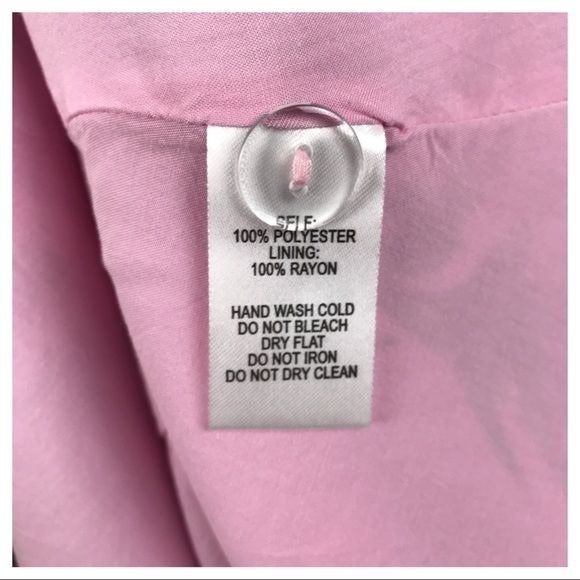 SELF:
100% POLYESTER
LINING:
100% RAYON
HAND WASH COLD
DO NOT BLEACH
DRY FLAT
DO NOT IRON
DO NOT DRY CLEAN